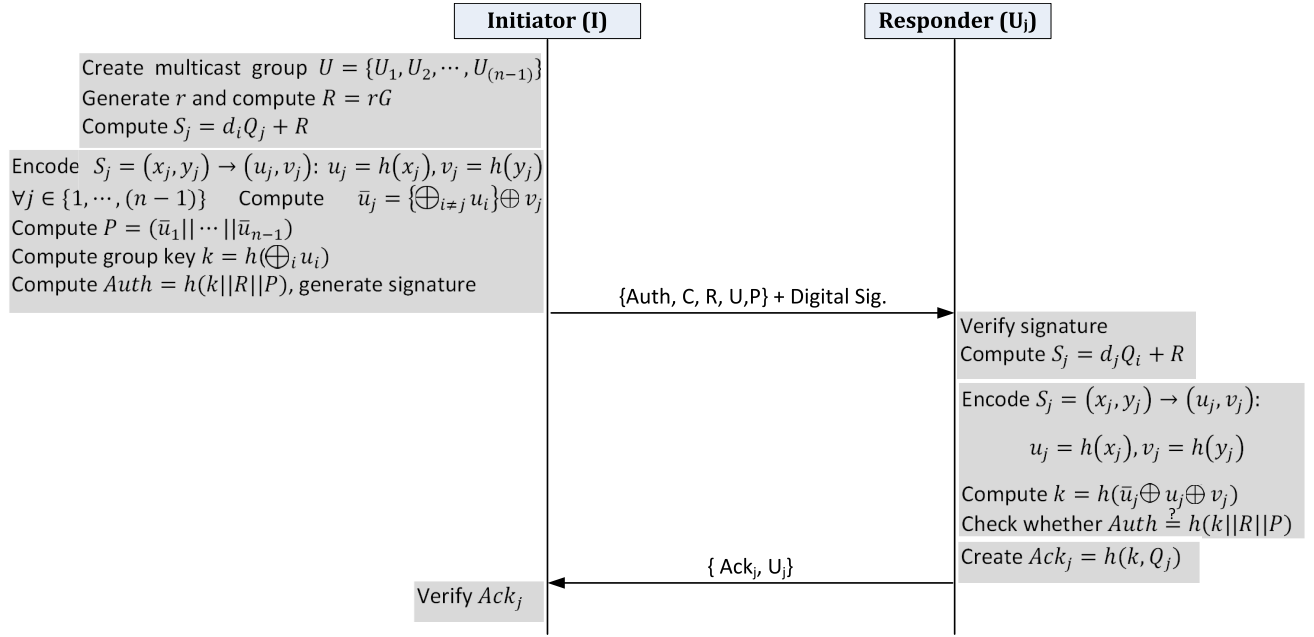 Initiator (I)
Responder (Uⱼ)
Create multicast group U = {U₁, U₂, ⋯, U₍ₙ₋₁₎}
Generate r and compute R = rG
Compute Sⱼ = dᵢQⱼ + R
Encode Sⱼ = (xⱼ, yⱼ) → (uⱼ, vⱼ): uⱼ = h(xⱼ), vⱼ = h(yⱼ)
∀j ∈ {1, ⋯, (n − 1)} Compute ūⱼ = {⨁ᵢ≠ⱼ uᵢ}⨁ vⱼ
Compute P = (ū₁|| ⋯ ||ūₙ₋₁)
Compute group key k = h(⨁ᵢ uᵢ)
Compute Auth = h(k||R||P), generate signature
{Auth, C, R, U,P} + Digital Sig.
Verify signature
Compute Sⱼ = dⱼQᵢ + R
Encode Sⱼ = (xⱼ, yⱼ) → (uⱼ, vⱼ):
uⱼ = h(xⱼ), vⱼ = h(yⱼ)
Compute k = h(ūⱼ⨁ uⱼ⨁ vⱼ)
Check whether Auth ≟ h(k||R||P)
Create Ackⱼ = h(k, Qⱼ)
{ Ackⱼ, Uⱼ}
Verify Ackⱼ